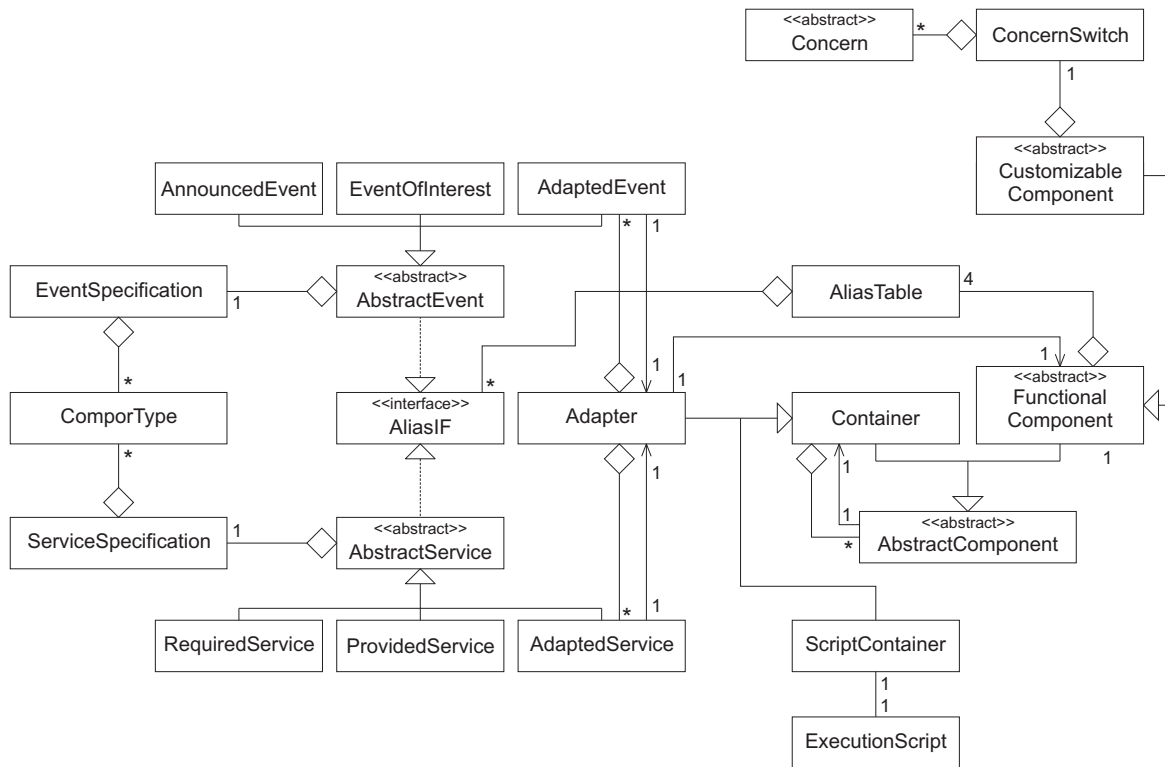 <<abstract>>
Concern
*
ConcernSwitch
1
<<abstract>>
Customizable
Component
AnnouncedEvent
EventOfInterest
AdaptedEvent
*
1
EventSpecification
1
<<abstract>>
AbstractEvent
AliasTable
4
*
1
1
1
*
ComporType
*
<<interface>>
AliasIF
Adapter
Container
<<abstract>>
Functional
Component
1
1
1
1
*
ServiceSpecification
1
<<abstract>>
AbstractService
<<abstract>>
AbstractComponent
*
1
RequiredService
ProvidedService
AdaptedService
ScriptContainer
1
1
ExecutionScript